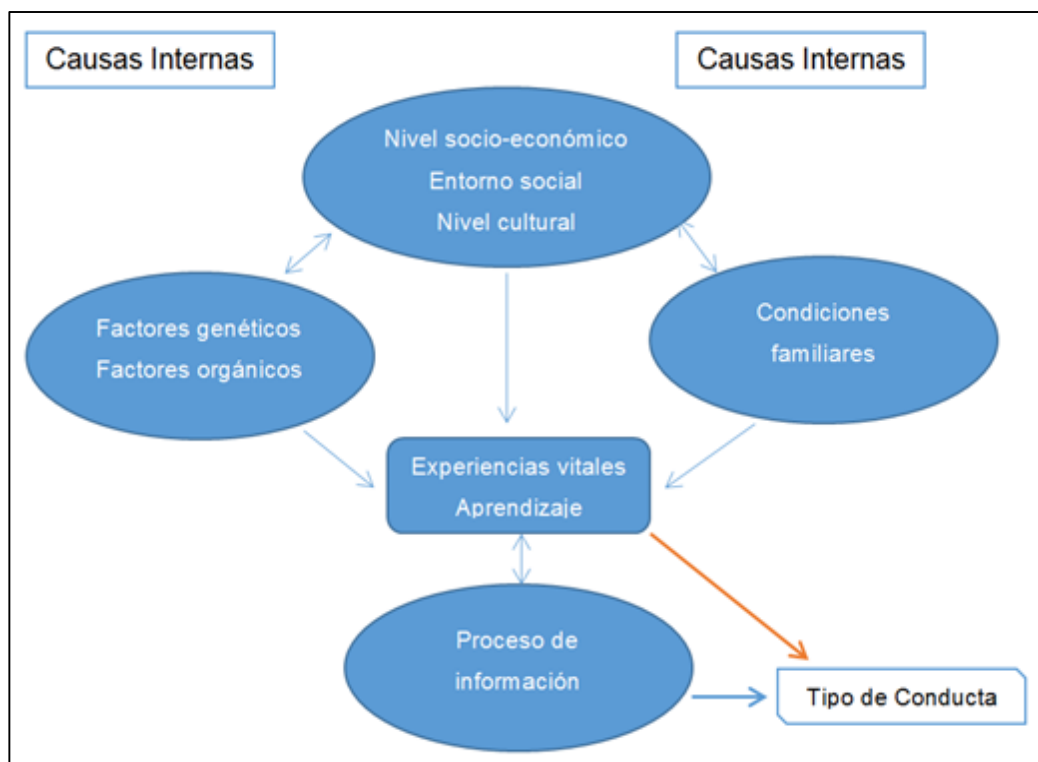 Causas Internas
Causas Internas
Nivel socio-económico
Entorno social
Nivel cultural
Factores genéticos
Factores orgánicos
Condiciones
familiares
Experiencias vitales
Aprendizaje
Proceso de
información
Tipo de Conducta